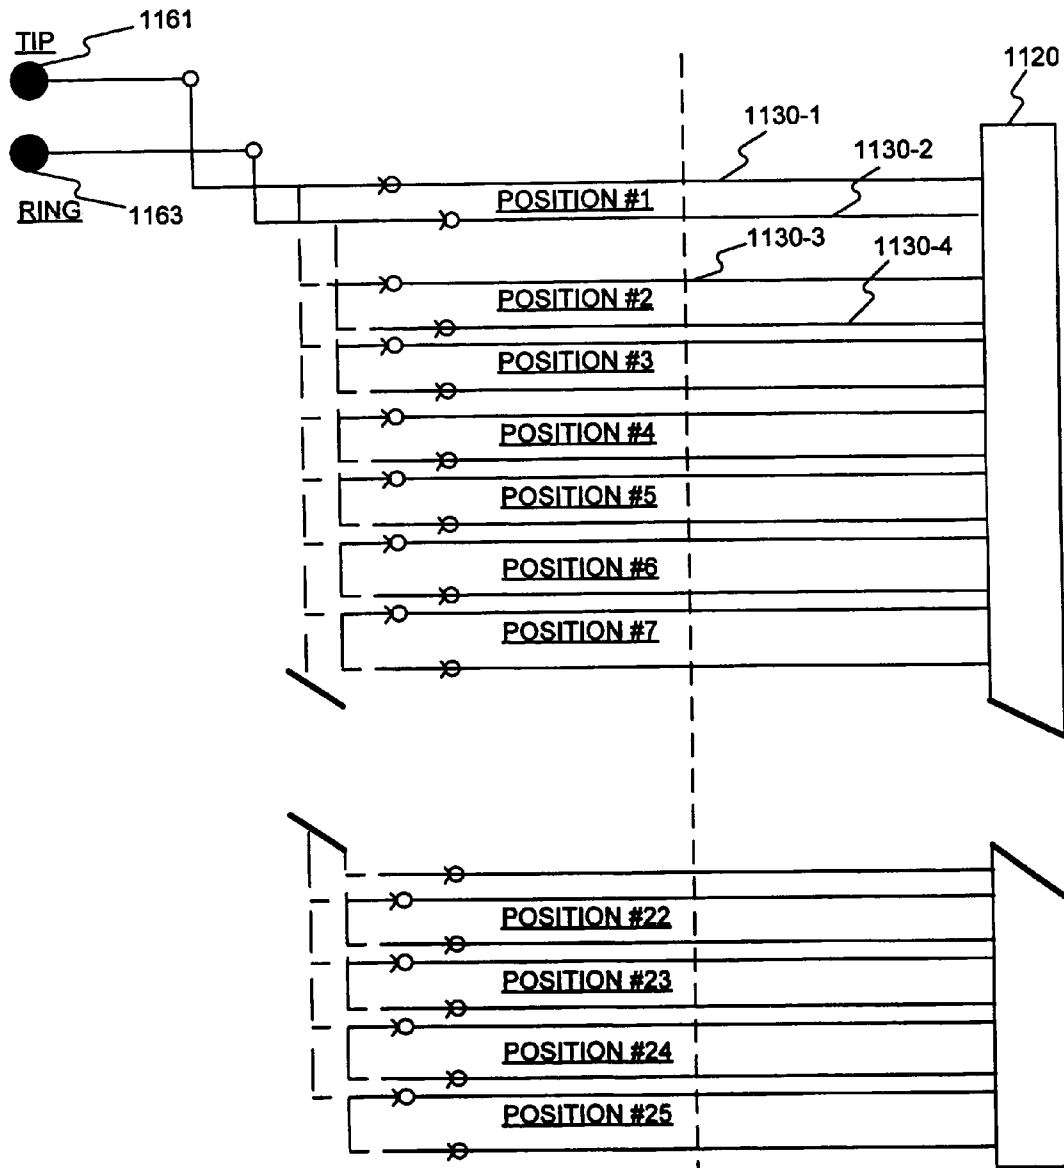 1161
TIP
1120
1130-1
1130-2
POSITION #1
RING
1163
1130-3
1130-4
POSITION #2
POSITION #3
POSITION #4
POSITION #5
POSITION #6
POSITION #7
POSITION #22
POSITION #23
POSITION #24
POSITION #25